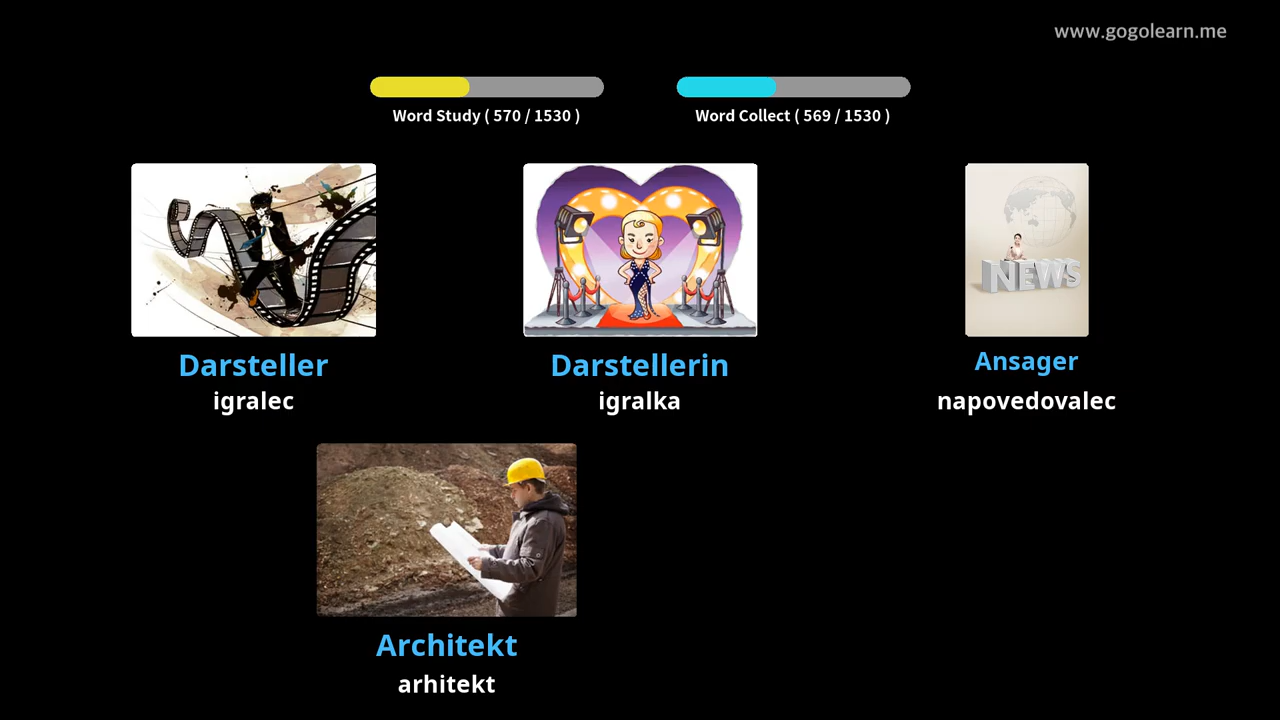 www.gogolearn.me
Word Study ( 570 / 1530 )
Word Collect ( 569 / 1530 )
NEWS
Darsteller
Darstellerin
Ansager
igralec
igralka
napovedovalec
Architekt
arhitekt